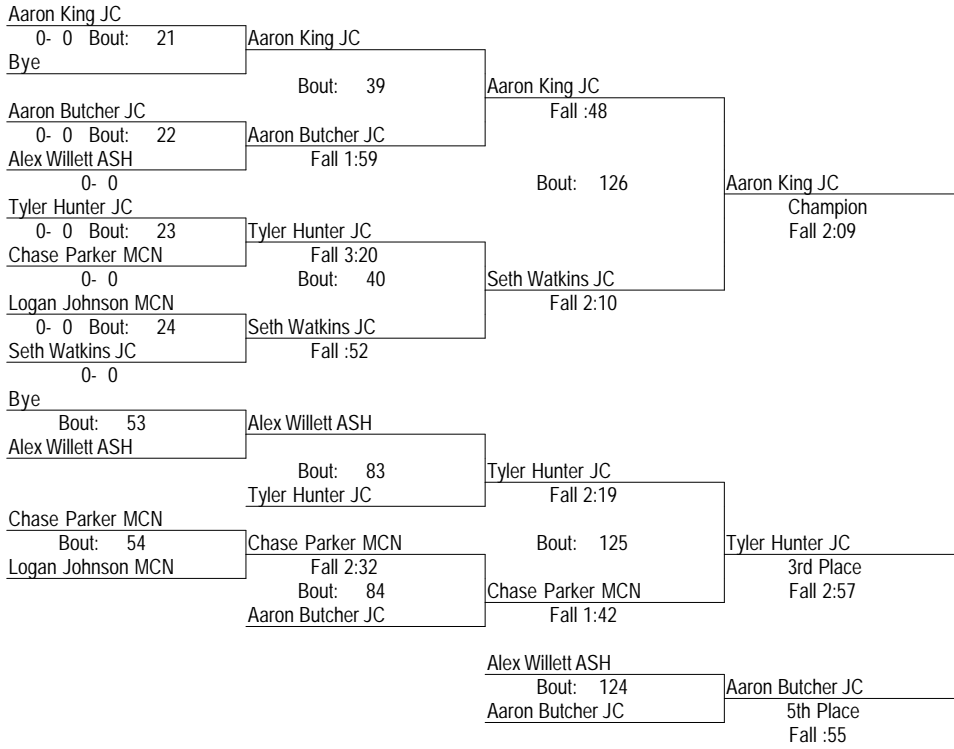 Aaron King JC
0- 0 Bout: 21
Aaron King JC
Bye
Bout: 39
Aaron King JC
Aaron Butcher JC
Fall :48
0- 0 Bout: 22
Aaron Butcher JC
Alex Willett ASH
Fall 1:59
0- 0
Bout: 126
Aaron King JC
Tyler Hunter JC
Champion
0- 0 Bout: 23
Tyler Hunter JC
Fall 2:09
Chase Parker MCN
Fall 3:20
0- 0
Bout: 40
Seth Watkins JC
Logan Johnson MCN
Fall 2:10
0- 0 Bout: 24
Seth Watkins JC
Seth Watkins JC
Fall :52
0- 0
Bye
Bout: 53
Alex Willett ASH
Alex Willett ASH
Bout: 83
Tyler Hunter JC
Tyler Hunter JC
Fall 2:19
Chase Parker MCN
Bout: 54
Chase Parker MCN
Bout: 125
Tyler Hunter JC
Logan Johnson MCN
Fall 2:32
3rd Place
Bout: 84
Chase Parker MCN
Fall 2:57
Aaron Butcher JC
Fall 1:42
Alex Willett ASH
Bout: 124
Aaron Butcher JC
Aaron Butcher JC
5th Place
Fall :55